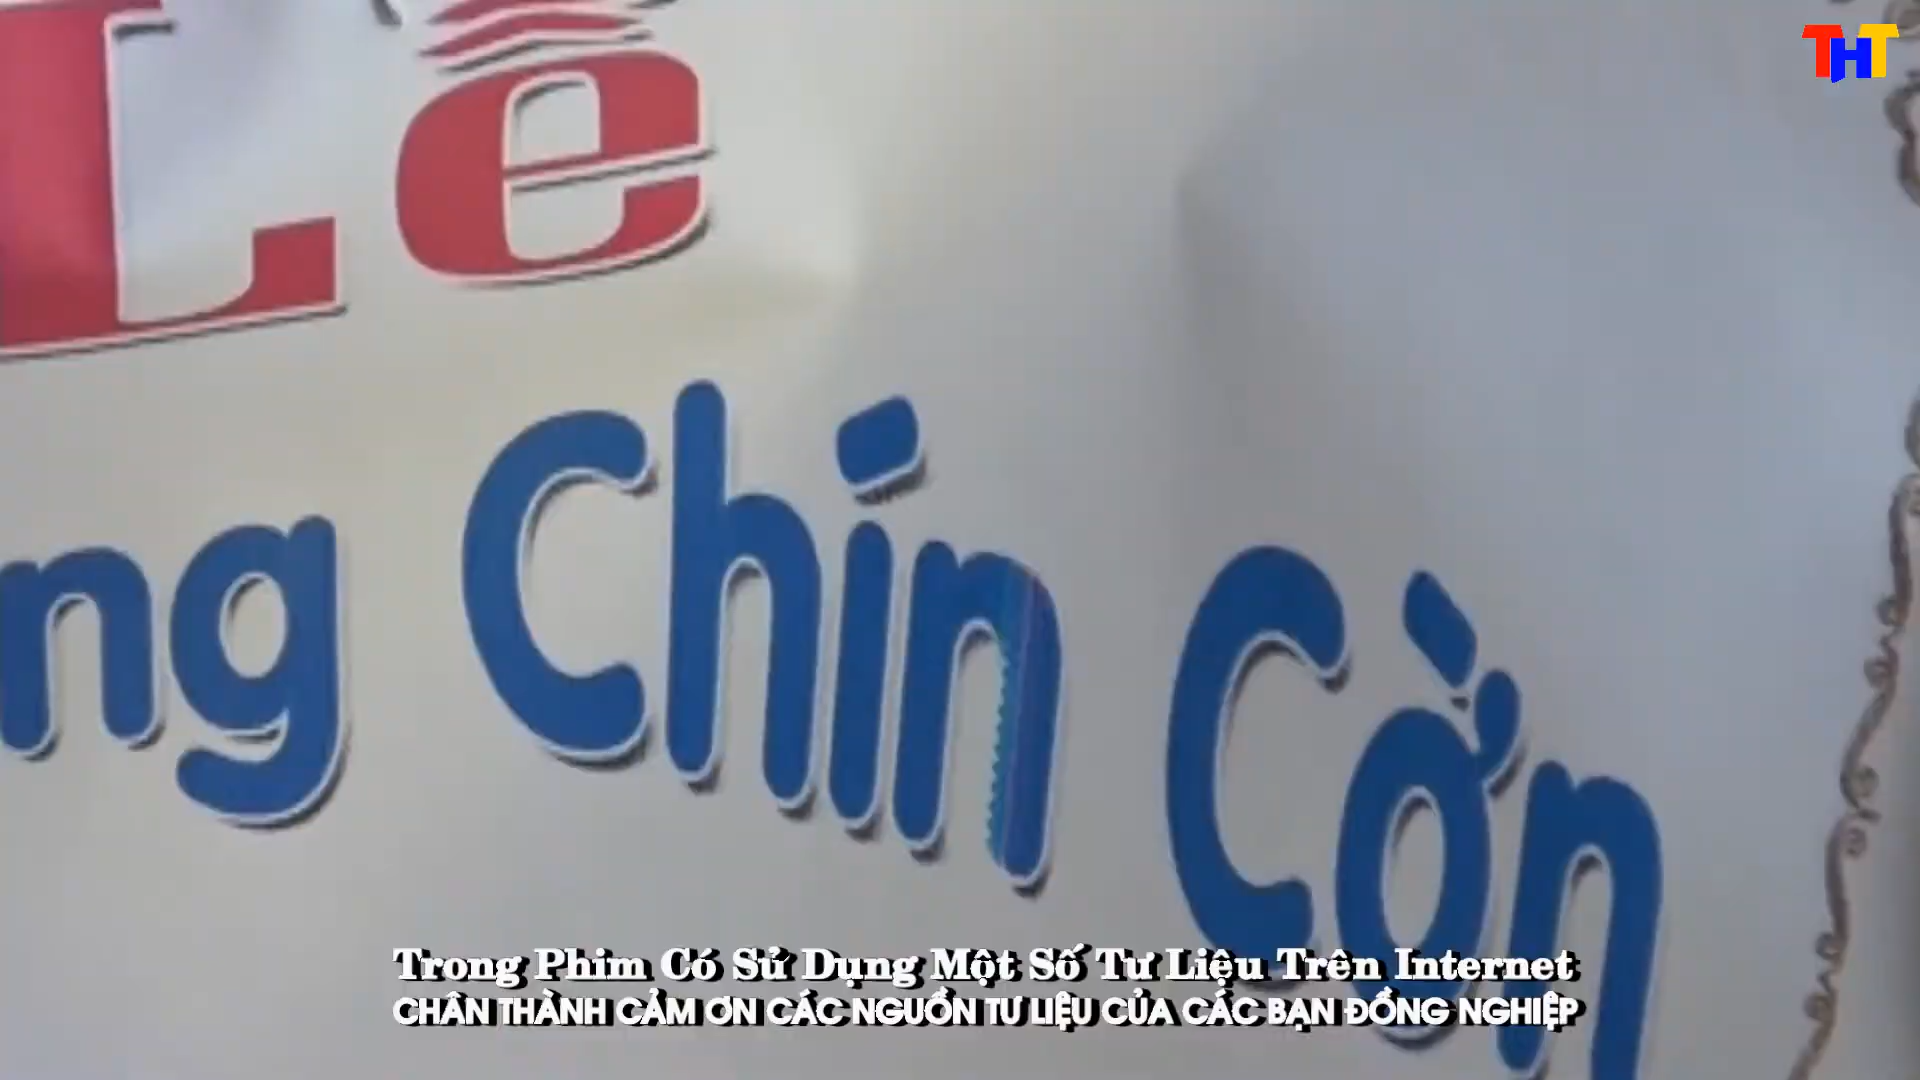 THT
Lễ
ng Chín Cờn
Trong Phim Có Sử Dụng Một Số Tư Liệu Trên Internet
CHÂN THÀNH CẢM ƠN CÁC NGUỒN TƯ LIỆU CỦA CÁC BẠN ĐỒNG NGHIỆP